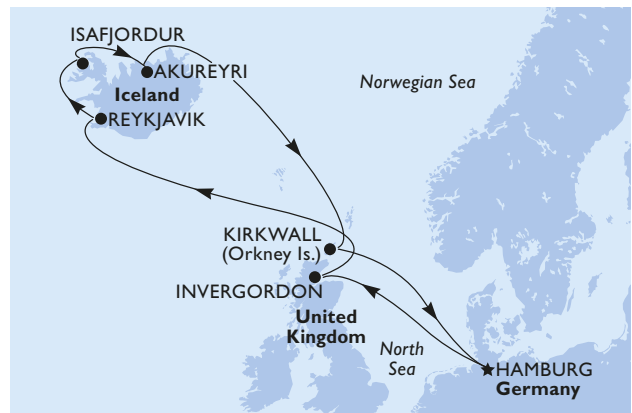 ISAFJORDUR
AKUREYRI
Iceland
REYKJAVIK
Norwegian Sea
KIRKWALL
(Orkney Is.)
INVERGORDON
United
Kingdom
North
Sea
HAMBURG
Germany